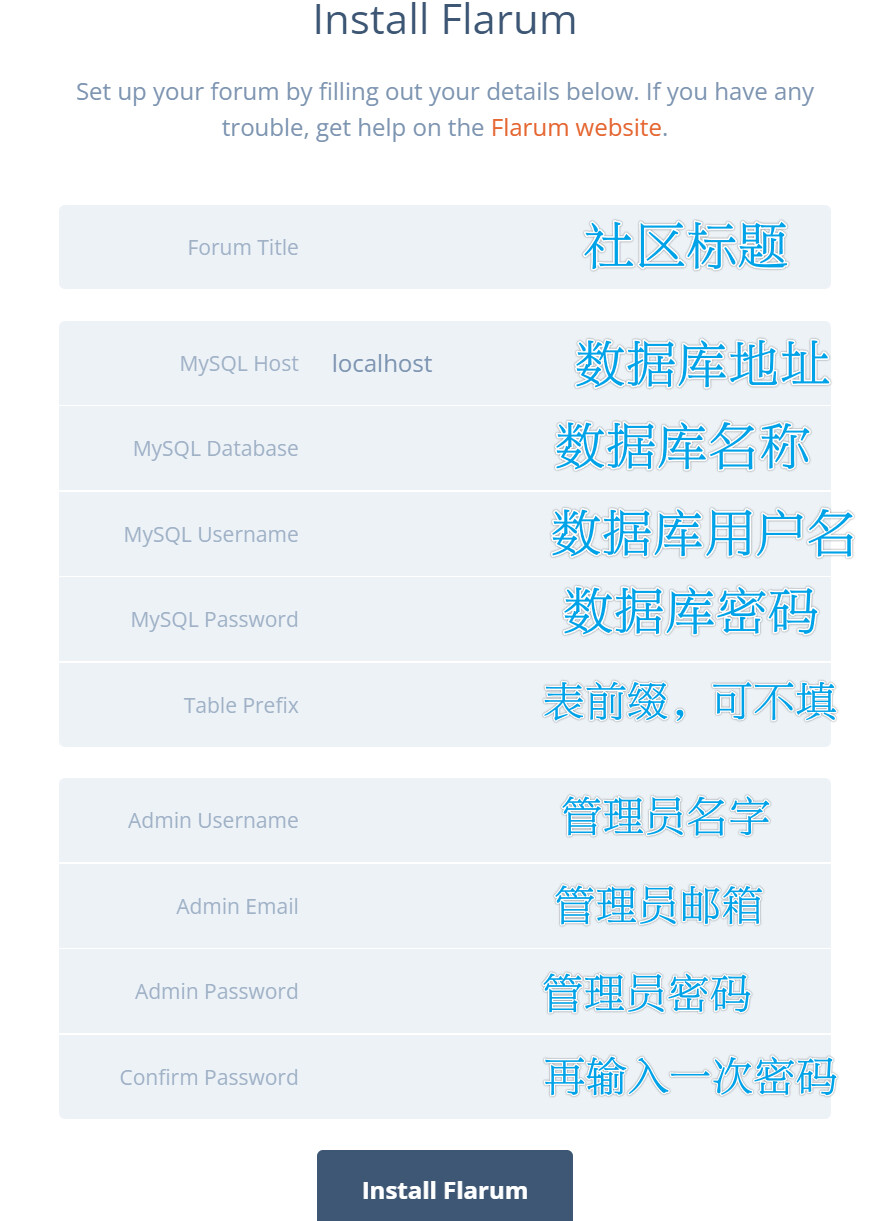 Install Flarum
Set up your forum by filling out your details below. If you have any
trouble, get help on the Flarum website.
Forum Title 社区标题
MySQL Host localhost 数据库地址
MySQL Database 数据库名称
MySQL Username 数据库用户名
MySQL Password 数据库密码
Table Prefix 表前缀，可不填
Admin Username 管理员名字
Admin Email 管理员邮箱
Admin Password 管理员密码
Confirm Password 再输入一次密码
Install Flarum